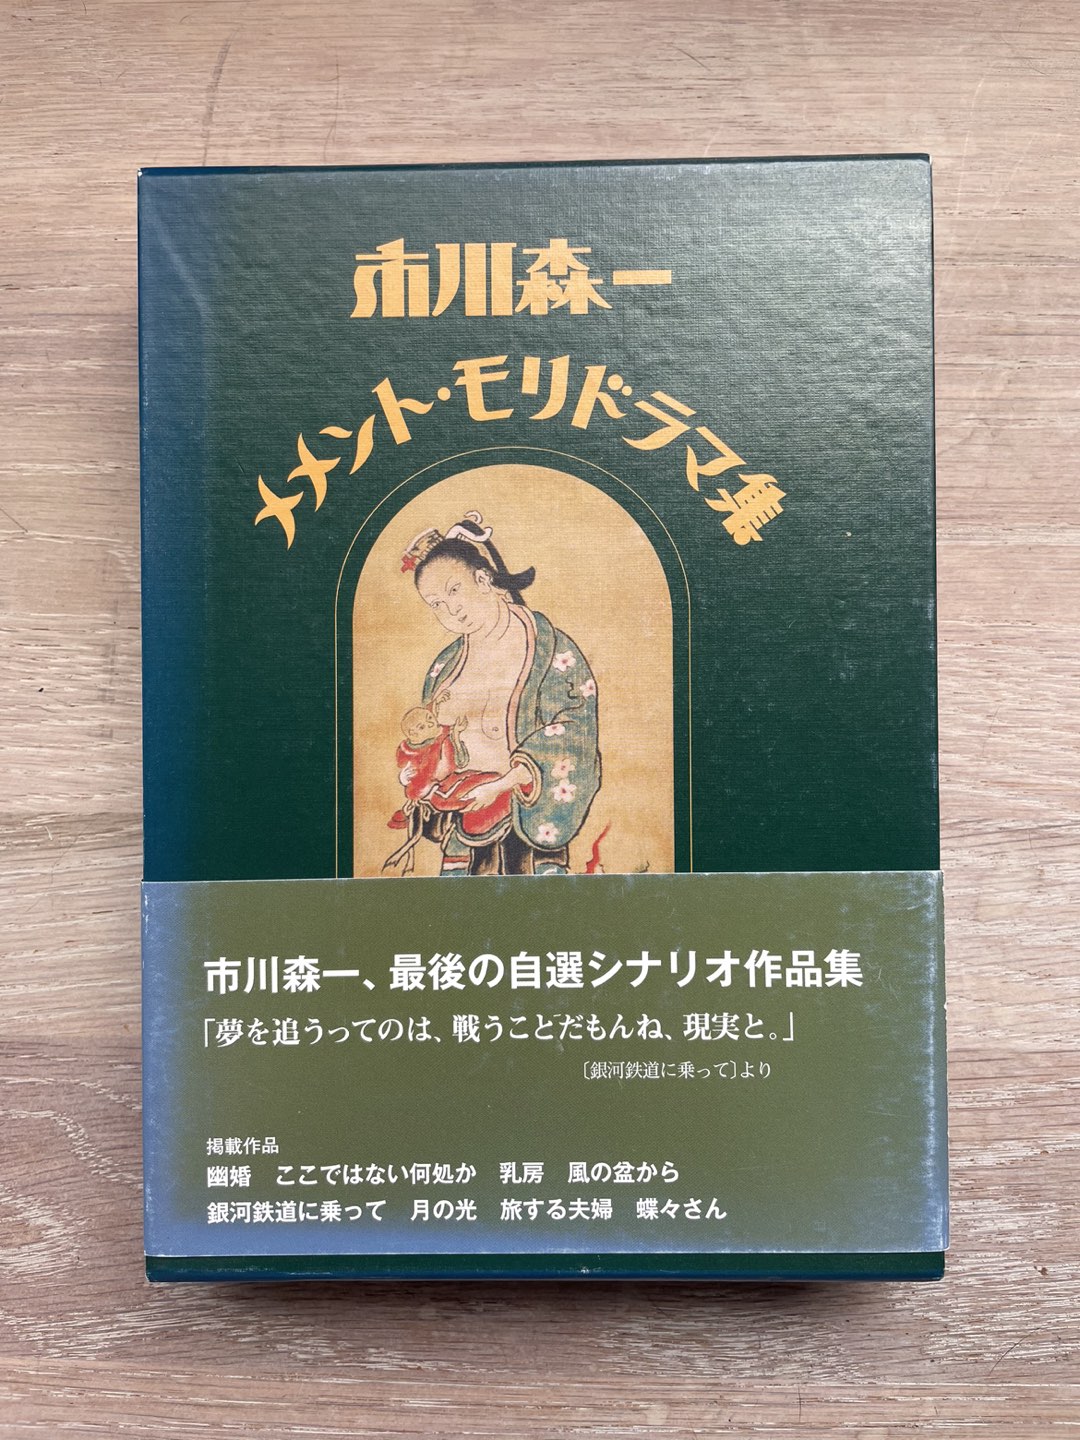 市川森一
メメント・モリドラマ集
市川森一、最後の自選シナリオ作品集
「夢を追うってのは、戦うことだもんね、現実と。」
〔銀河鉄道に乗って〕より
掲載作品
幽婚　ここではない何処か　乳房　風の盆から
銀河鉄道に乗って　月の光　旅する夫婦　蝶々さん